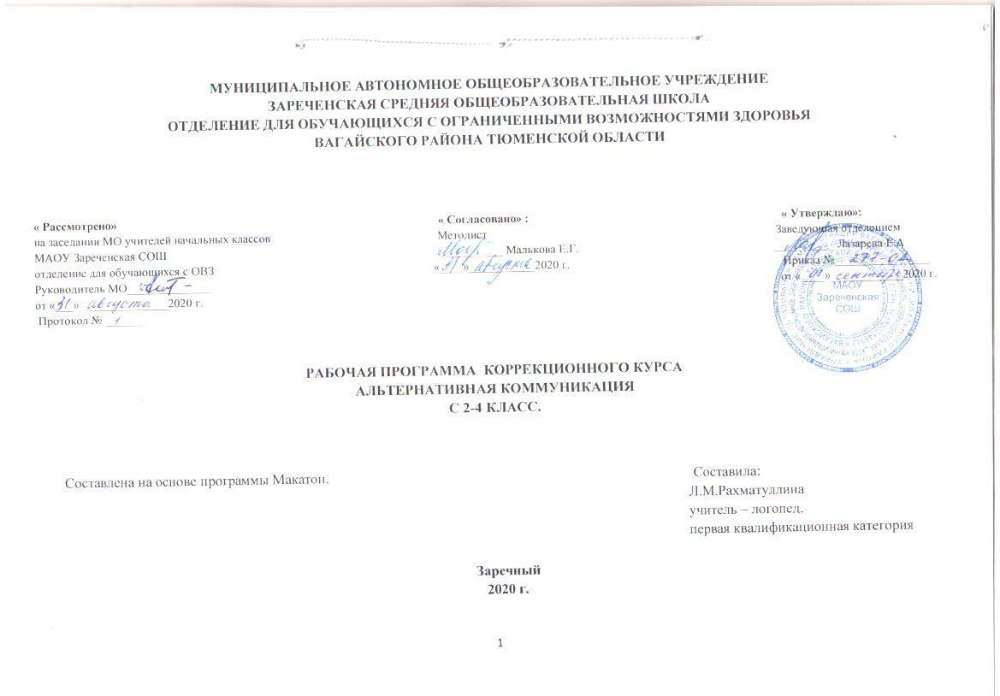 МУНИЦИПАЛЬНОЕ АВТОНОМНОЕ ОБЩЕОБРАЗОВАТЕЛЬНОЕ УЧРЕЖДЕНИЕ
ЗАРЕЧЕНСКАЯ СРЕДНЯЯ ОБЩЕОБРАЗОВАТЕЛЬНАЯ ШКОЛА
ОТДЕЛЕНИЕ ДЛЯ ОБУЧАЮЩИХСЯ С ОГРАНИЧЕННЫМИ ВОЗМОЖНОСТЯМИ ЗДОРОВЬЯ
ВАГАЙСКОГО РАЙОНА ТЮМЕНСКОЙ ОБЛАСТИ
« Рассмотрено»
на заседании МО учителей начальных классов
МАОУ Зареченская СОШ
отделение для обучающихся с ОВЗ
Руководитель МО
от «31» августа 2020 г.
Протокол № 1
« Согласовано» :
Методист
Малькова Е.Г.
«31» августа 2020 г.
« Утверждаю»:
Заведующая отделением
Лазарева Е.А
Приказ № 277-од
от « 01 » сентября 2020 г.
МАОУ
Зареченская
СОШ
РАБОЧАЯ ПРОГРАММА КОРРЕКЦИОННОГО КУРСА
АЛЬТЕРНАТИВНАЯ КОММУНИКАЦИЯ
С 2-4 КЛАСС.
Составлена на основе программы Макатон.
Составила:
Л.М.Рахматуллина
учитель – логопед,
первая квалификационная категория
Заречный
2020 г.
1